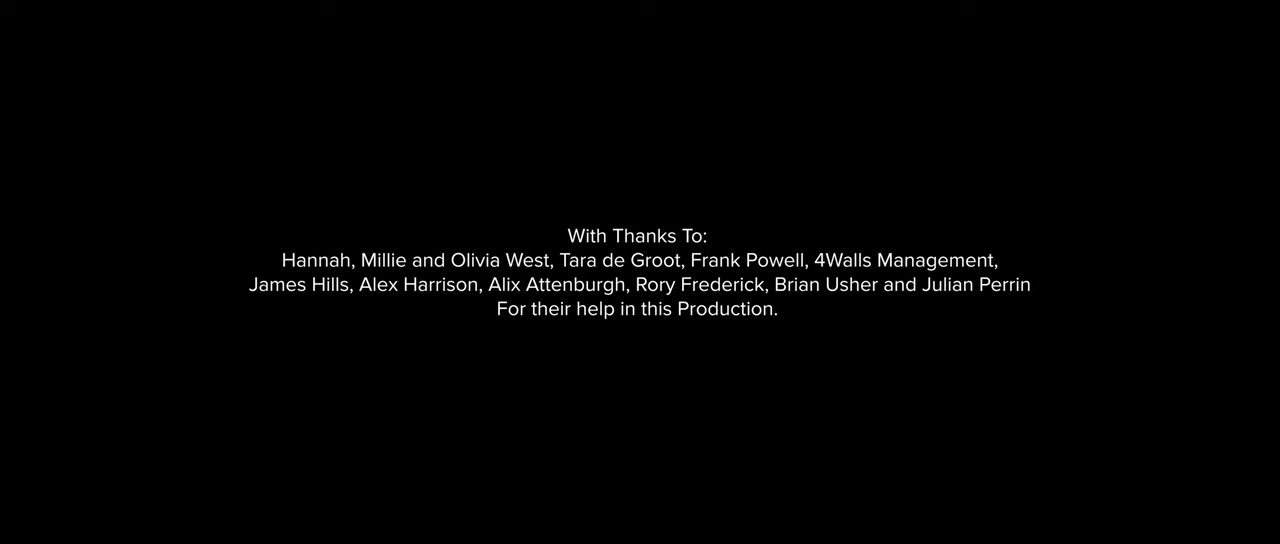 With Thanks To:
Hannah, Millie and Olivia West, Tara de Groot, Frank Powell, 4Walls Management,
James Hills, Alex Harrison, Alix Attenburgh, Rory Frederick, Brian Usher and Julian Perrin
For their help in this Production.